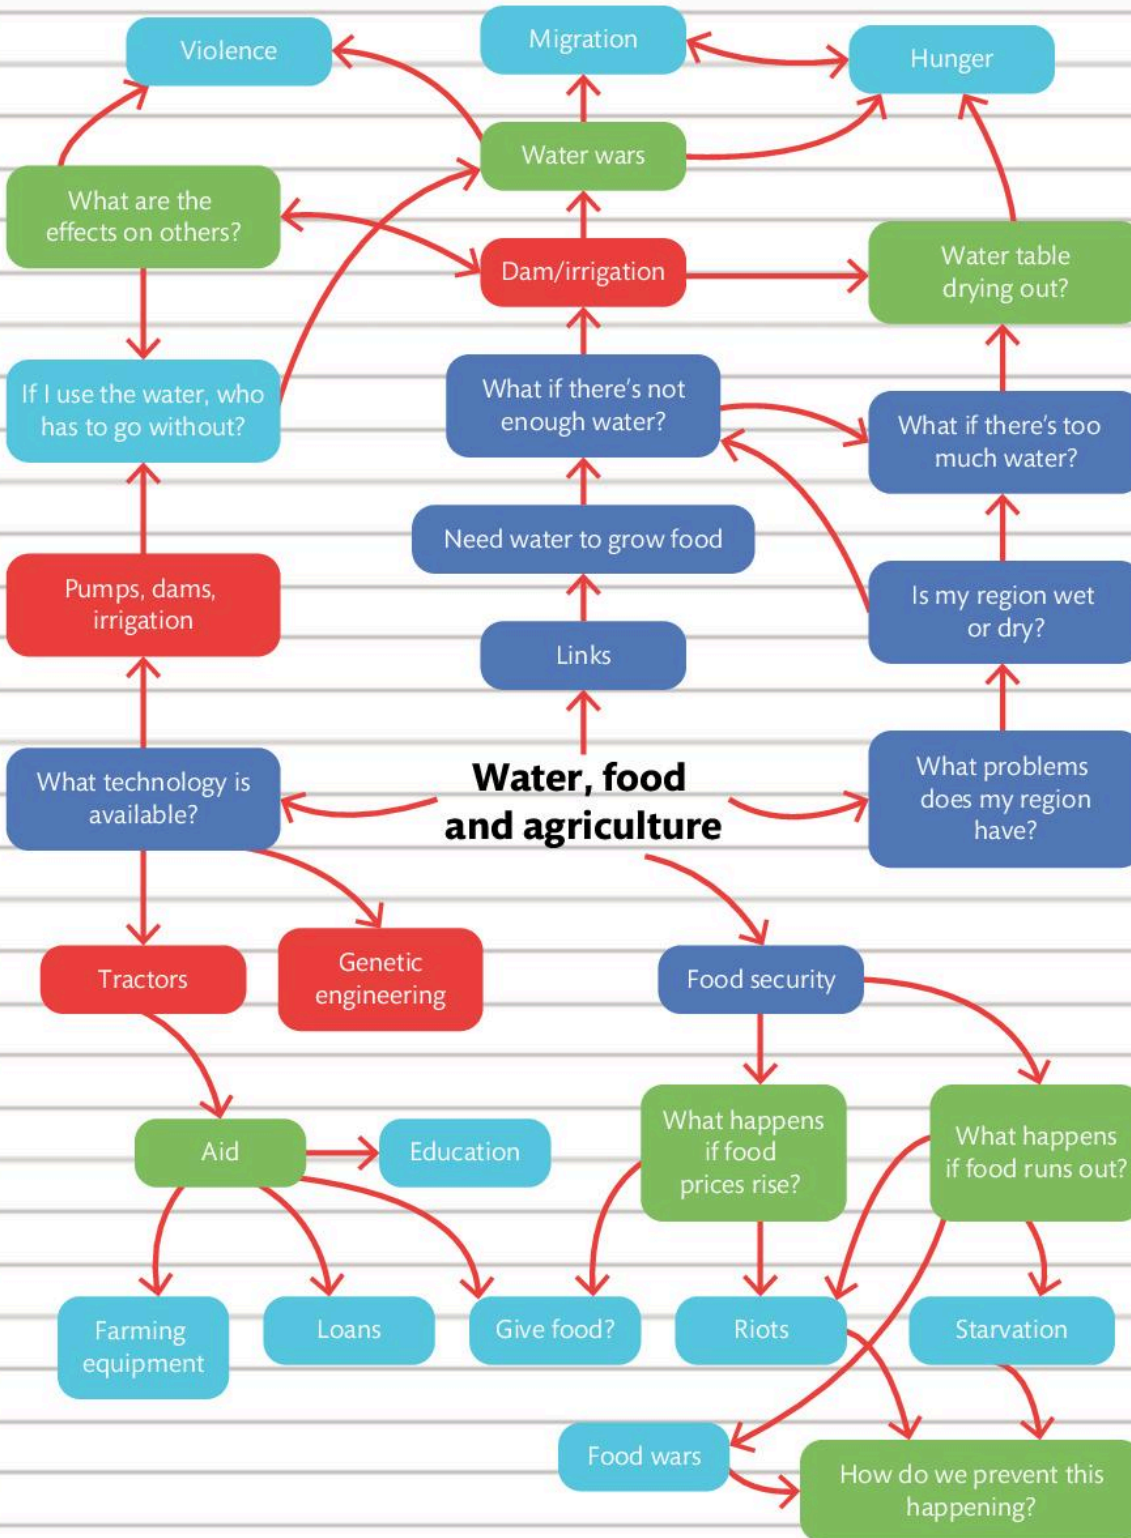 Violence
Migration
Hunger
Water wars
What are the
effects on others?
Dam/irrigation
Water table
drying out?
If I use the water, who
has to go without?
What if there's not
enough water?
What if there's too
much water?
Need water to grow food
Pumps, dams,
irrigation
Is my region wet
or dry?
Links
What technology is
available?
Water, food
and agriculture
What problems
does my region
have?
Tractors
Genetic
engineering
Food security
Aid
Education
What happens
if food
prices rise?
What happens
if food runs out?
Farming
equipment
Loans
Give food?
Riots
Starvation
Food wars
How do we prevent this
happening?